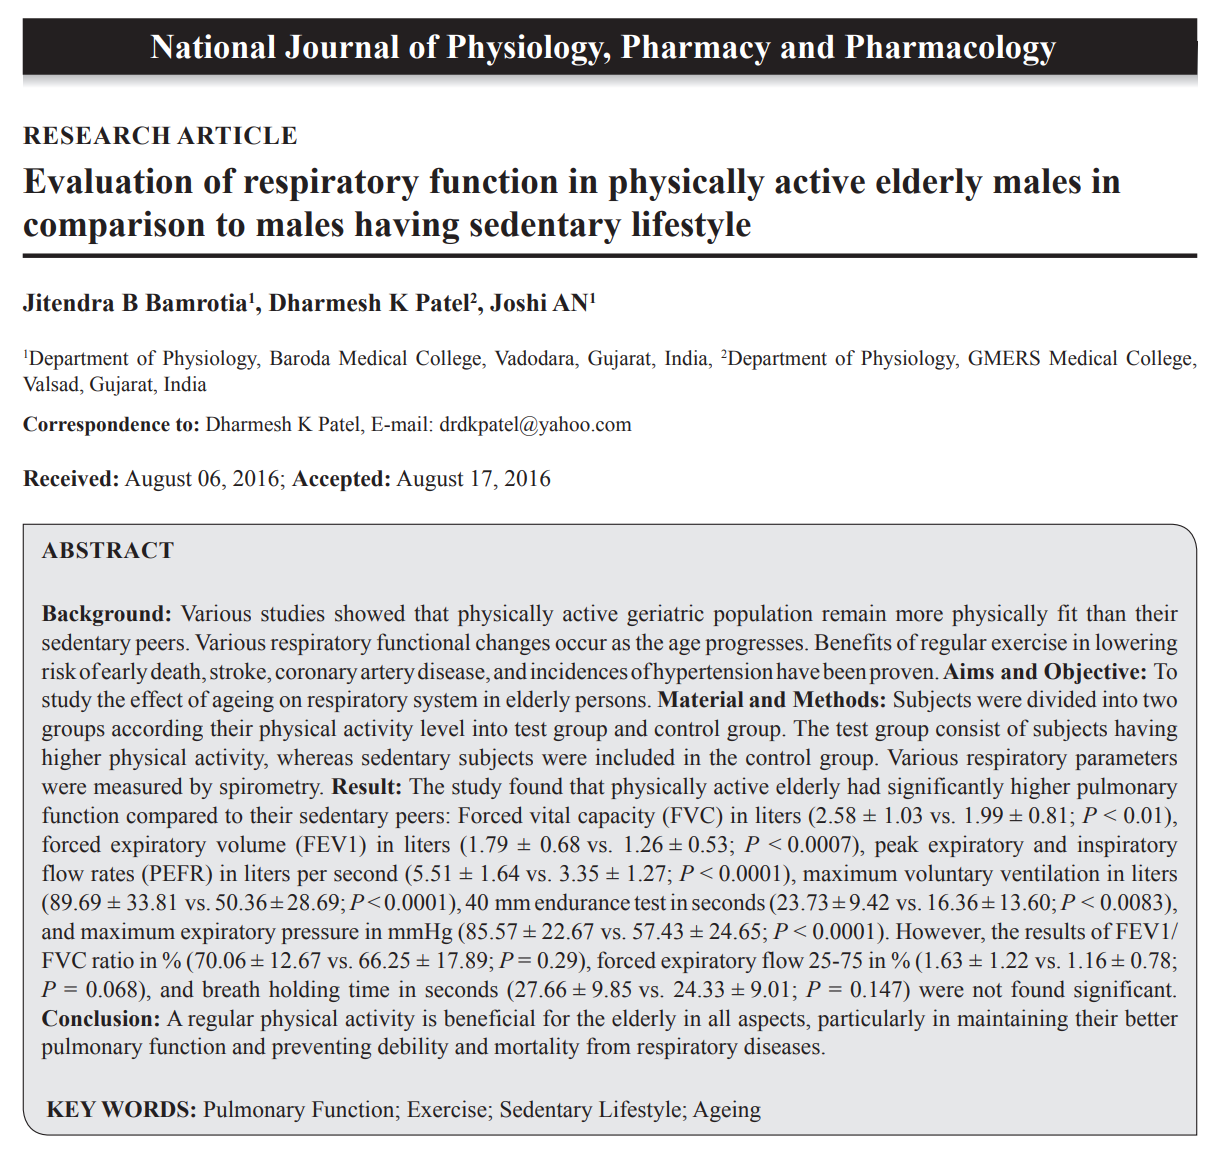 National Journal of Physiology, Pharmacy and Pharmacology
RESEARCH ARTICLE
Evaluation of respiratory function in physically active elderly males in
comparison to males having sedentary lifestyle
Jitendra B Bamrotia¹, Dharmesh K Patel², Joshi AN¹
¹Department of Physiology, Baroda Medical College, Vadodara, Gujarat, India, ²Department of Physiology, GMERS Medical College,
Valsad, Gujarat, India
Correspondence to: Dharmesh K Patel, E-mail: drdkpatel@yahoo.com
Received: August 06, 2016; Accepted: August 17, 2016
ABSTRACT
Background: Various studies showed that physically active geriatric population remain more physically fit than their
sedentary peers. Various respiratory functional changes occur as the age progresses. Benefits of regular exercise in lowering
risk of early death, stroke, coronary artery disease, and incidences of hypertension have been proven. Aims and Objective: To
study the effect of ageing on respiratory system in elderly persons. Material and Methods: Subjects were divided into two
groups according their physical activity level into test group and control group. The test group consist of subjects having
higher physical activity, whereas sedentary subjects were included in the control group. Various respiratory parameters
were measured by spirometry. Result: The study found that physically active elderly had significantly higher pulmonary
function compared to their sedentary peers: Forced vital capacity (FVC) in liters (2.58 ± 1.03 vs. 1.99 ± 0.81; P < 0.01),
forced expiratory volume (FEV1) in liters (1.79 ± 0.68 vs. 1.26 ± 0.53; P < 0.0007), peak expiratory and inspiratory
flow rates (PEFR) in liters per second (5.51 ± 1.64 vs. 3.35 ± 1.27; P < 0.0001), maximum voluntary ventilation in liters
(89.69 ± 33.81 vs. 50.36 ± 28.69; P < 0.0001), 40 mm endurance test in seconds (23.73 ± 9.42 vs. 16.36 ± 13.60; P < 0.0083),
and maximum expiratory pressure in mmHg (85.57 ± 22.67 vs. 57.43 ± 24.65; P < 0.0001). However, the results of FEV1/
FVC ratio in % (70.06 ± 12.67 vs. 66.25 ± 17.89; P = 0.29), forced expiratory flow 25-75 in % (1.63 ± 1.22 vs. 1.16 ± 0.78;
P = 0.068), and breath holding time in seconds (27.66 ± 9.85 vs. 24.33 ± 9.01; P = 0.147) were not found significant.
Conclusion: A regular physical activity is beneficial for the elderly in all aspects, particularly in maintaining their better
pulmonary function and preventing debility and mortality from respiratory diseases.
KEY WORDS: Pulmonary Function; Exercise; Sedentary Lifestyle; Ageing